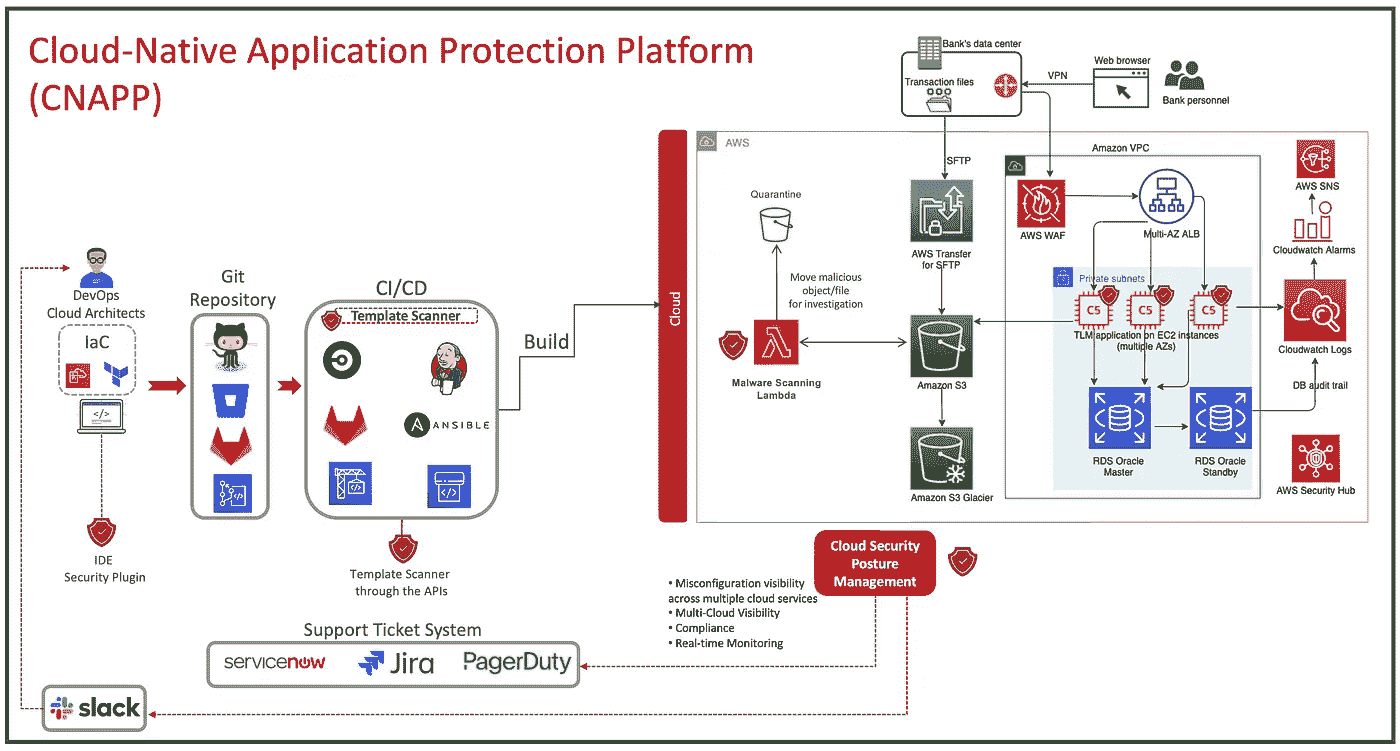 Cloud-Native Application Protection Platform
(CNAPP)
Bank's data center
Transaction files
VPN
Web browser
Bank personnel
AWS
SFTP
Amazon VPC
Quarantine
AWS Transfer
for SFTP
AWS WAF
Multi-AZ ALB
AWS SNS
Cloudwatch Alarms
Move malicious
object/file
for investigation
Private subnets
C5
C5
C5
TLM application on EC2 instances
(multiple AZs)
Cloudwatch Logs
DB audit trail
Malware Scanning
Lambda
Amazon S3
Amazon S3 Glacier
RDS Oracle
Master
RDS Oracle
Standby
AWS Security Hub
Cloud
DevOps
Cloud Architects
IaC
Git
Repository
CI/CD
Template Scanner
ANSIBLE
Build
IDE
Security Plugin
Template Scanner
through the APIs
Cloud Security
Posture
Management
• Misconfiguration visibility
across multiple cloud services
• Multi-Cloud Visibility
• Compliance
• Real-time Monitoring
Support Ticket System
servicenow
Jira
PagerDuty
slack